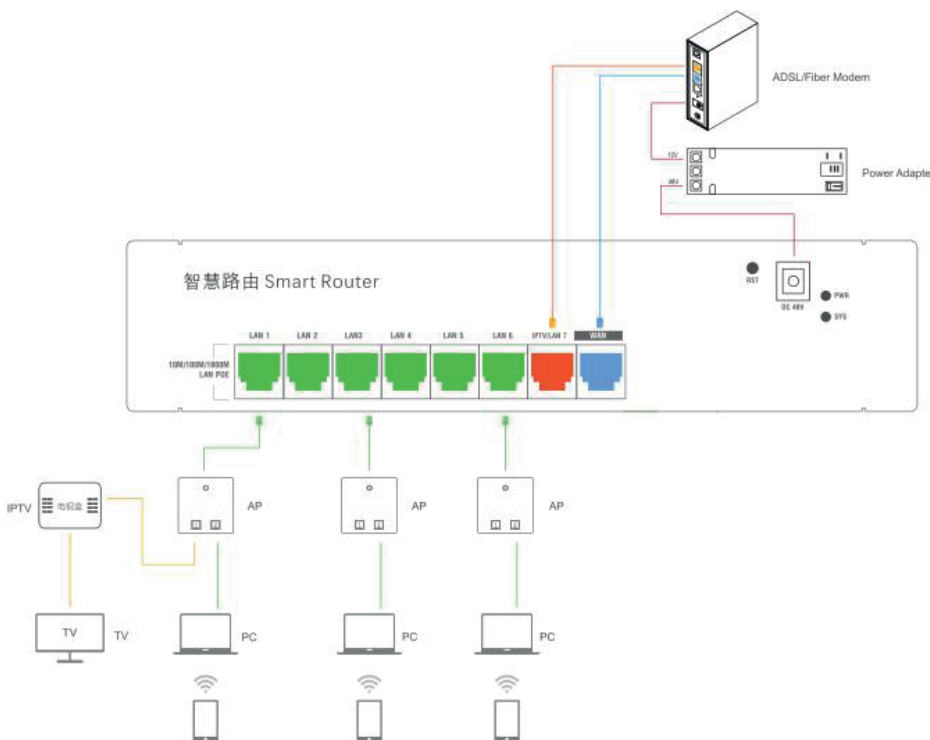 ADSL/Fiber Modem
12V
48V
Power Adapte
智慧路由 Smart Router
RST
DC 48V
PWR
SYS
LAN 1 LAN 2 LAN3 LAN 4 LAN 5 LAN 6 IPTV/LAN 7 WAN
10M/100M/1000M
LAN POE
IPTV
电视盒
AP
AP
AP
TV
TV
PC
PC
PC